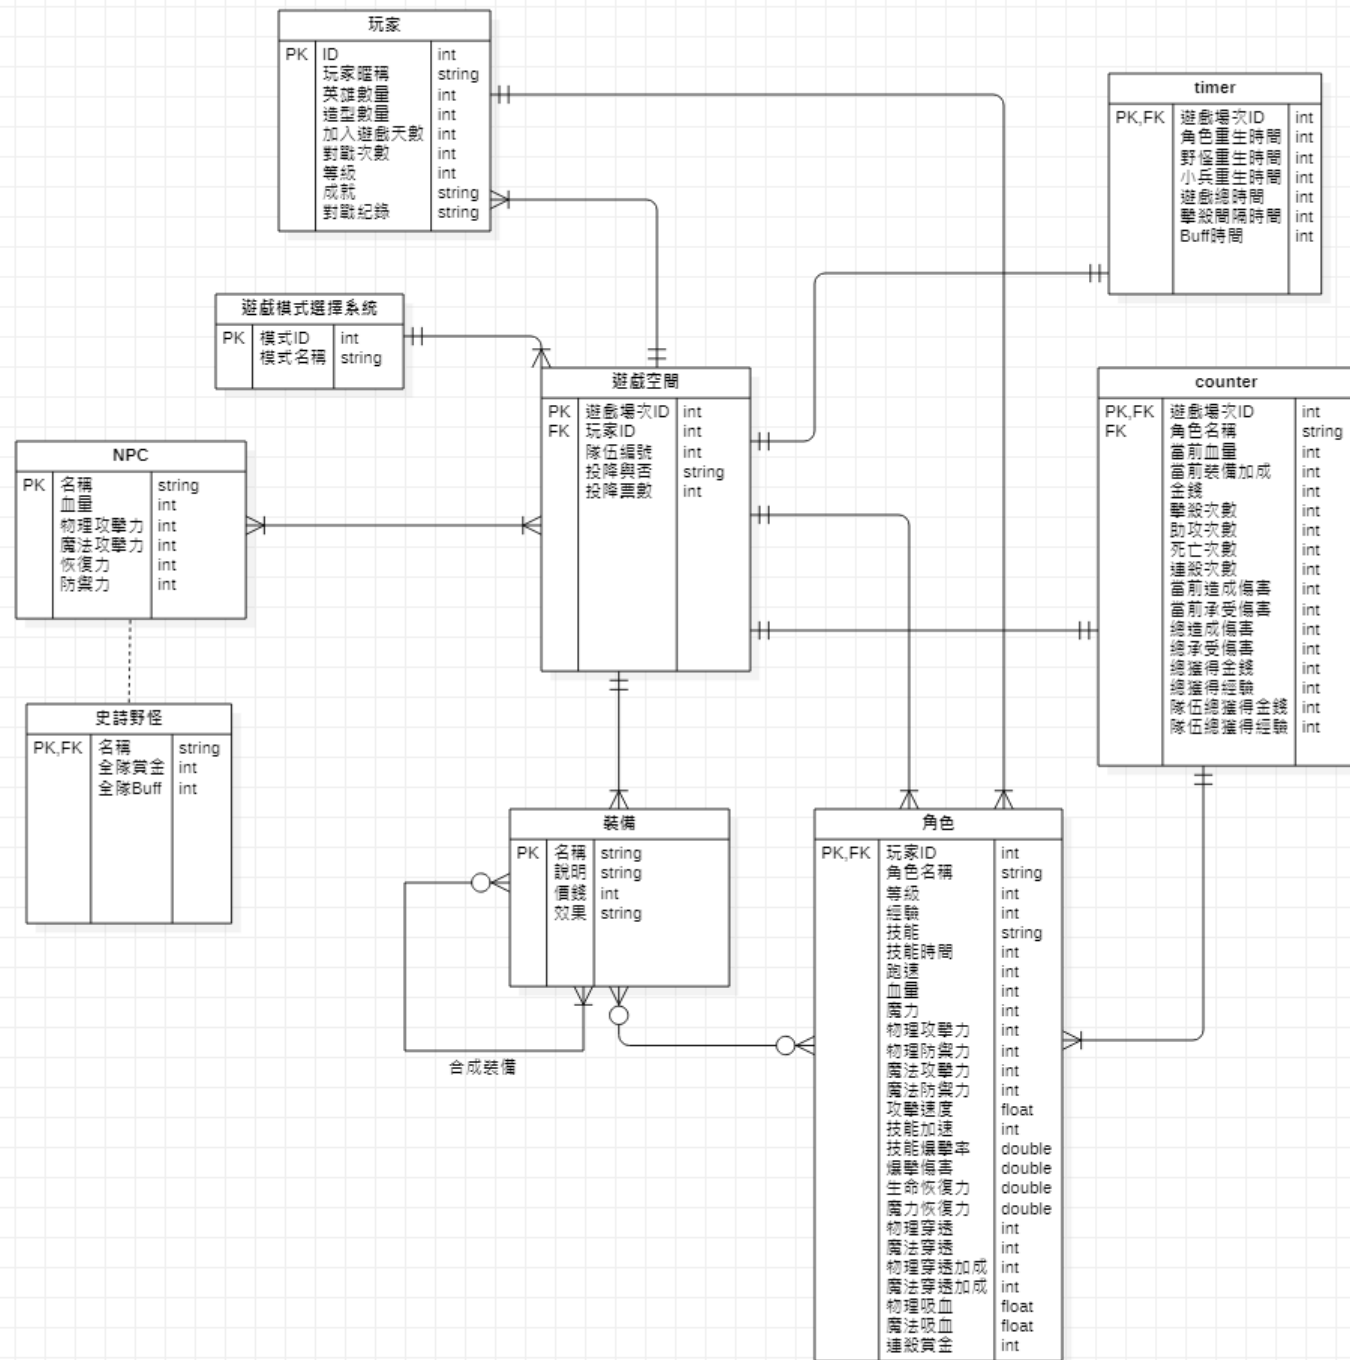 玩家
PK ID int
玩家暱稱 string
英雄數量 int
造型數量 int
加入遊戲天數 int
對戰次數 int
等級 int
成就 string
對戰紀錄 string
timer
PK,FK 遊戲場次ID int
角色重生時間 int
野怪重生時間 int
小兵重生時間 int
遊戲總時間 int
擊殺間隔時間 int
Buff時間 int
遊戲模式選擇系統
PK 模式ID int
模式名稱 string
遊戲空間
PK 遊戲場次ID int
FK 玩家ID int
隊伍編號 int
投降與否 string
投降票數 int
counter
PK,FK 遊戲場次ID int
FK 角色名稱 string
當前血量 int
當前裝備加成 int
金錢 int
擊殺次數 int
助攻次數 int
死亡次數 int
連殺次數 int
當前造成傷害 int
當前承受傷害 int
總造成傷害 int
總承受傷害 int
總獲得金錢 int
總獲得經驗 int
隊伍總獲得金錢 int
隊伍總獲得經驗 int
NPC
PK 名稱 string
血量 int
物理攻擊力 int
魔法攻擊力 int
恢復力 int
防禦力 int
史詩野怪
PK,FK 名稱 string
全隊賞金 int
全隊Buff int
裝備
PK 名稱 string
說明 string
價錢 int
效果 string
合成裝備
角色
PK,FK 玩家ID int
角色名稱 string
等級 int
經驗 int
技能 string
技能時間 int
跑速 int
血量 int
魔力 int
物理攻擊力 int
物理防禦力 int
魔法攻擊力 int
魔法防禦力 int
攻擊速度 float
技能加速 int
技能爆擊率 double
爆擊傷害 double
生命恢復力 double
魔力恢復力 double
物理穿透 int
魔法穿透 int
物理穿透加成 int
魔法穿透加成 int
物理吸血 float
魔法吸血 float
連殺賞金 int